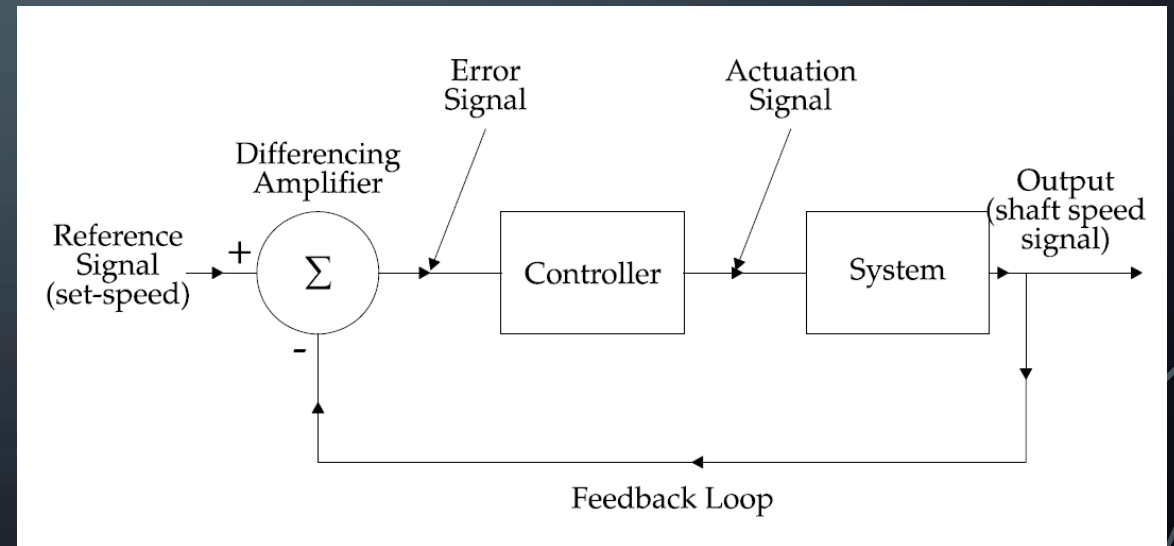 Error
Signal
Actuation
Signal
Differencing
Amplifier
Output
(shaft speed
signal)
Reference
Signal
(set-speed)
+
Σ
Controller
System
-
Feedback Loop